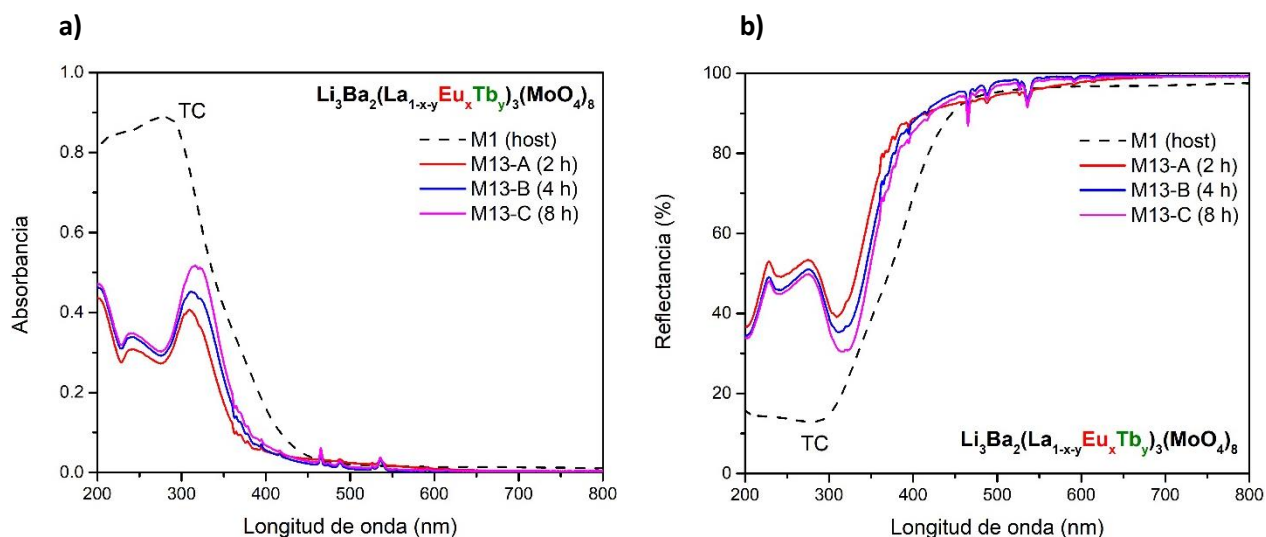 a)
1.0
0.8
0.6
0.4
0.2
0.0
Absorbancia
TC
Li₃Ba₂(La₁₋ₓ₋ᵧEuₓTbᵧ)₃(MoO₄)₈
M1 (host)
M13-A (2 h)
M13-B (4 h)
M13-C (8 h)
200 300 400 500 600 700 800
Longitud de onda (nm)
b)
100
80
60
40
20
0
Reflectancia (%)
M1 (host)
M13-A (2 h)
M13-B (4 h)
M13-C (8 h)
TC
Li₃Ba₂(La₁₋ₓ₋ᵧEuₓTbᵧ)₃(MoO₄)₈
200 300 400 500 600 700 800
Longitud de onda (nm)